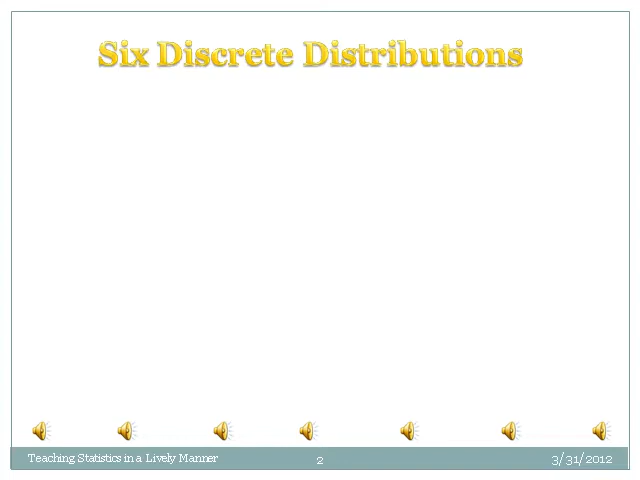 Six Discrete Distributions
Teaching Statistics in a Lively Manner
2
3/31/2012